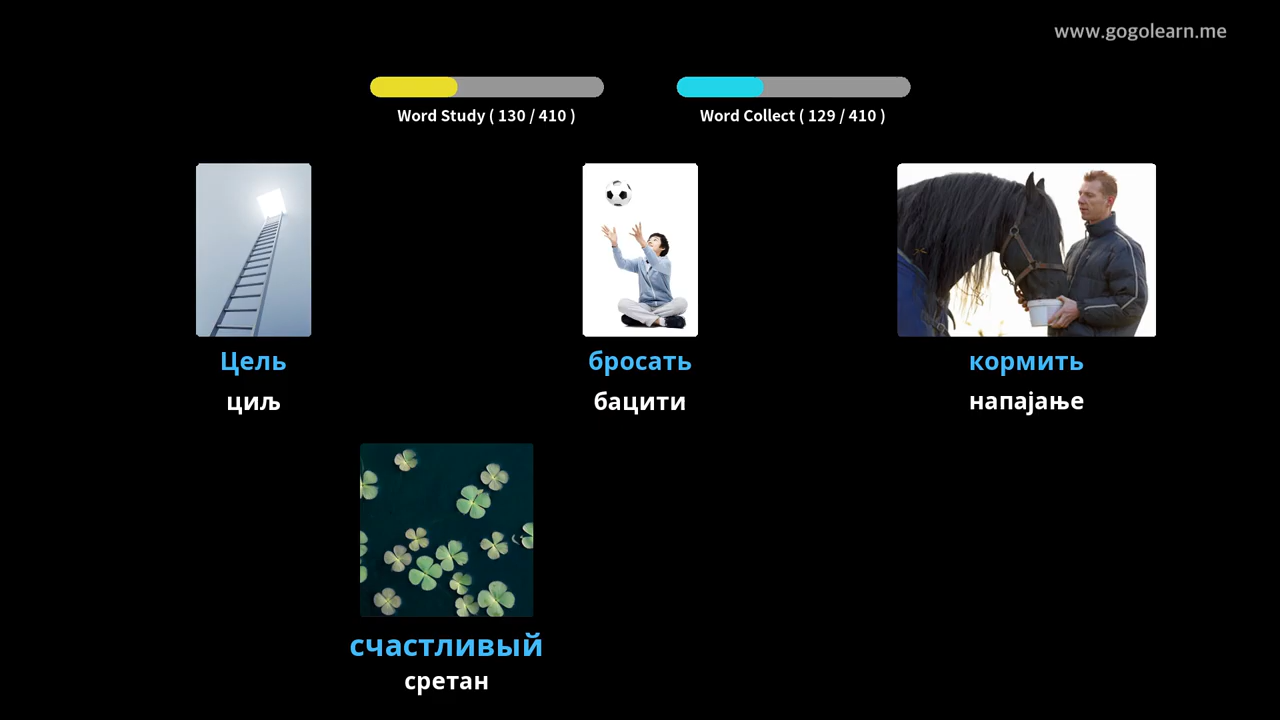 www.gogolearn.me
Word Study ( 130 / 410 )
Word Collect ( 129 / 410 )
Цель
циљ
бросать
бацити
кормить
напајање
счастливый
сретан